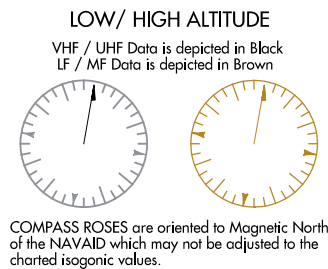 LOW/ HIGH ALTITUDE
VHF / UHF Data is depicted in Black
LF / MF Data is depicted in Brown
COMPASS ROSES are oriented to Magnetic North
of the NAVAID which may not be adjusted to the
charted isogonic values.